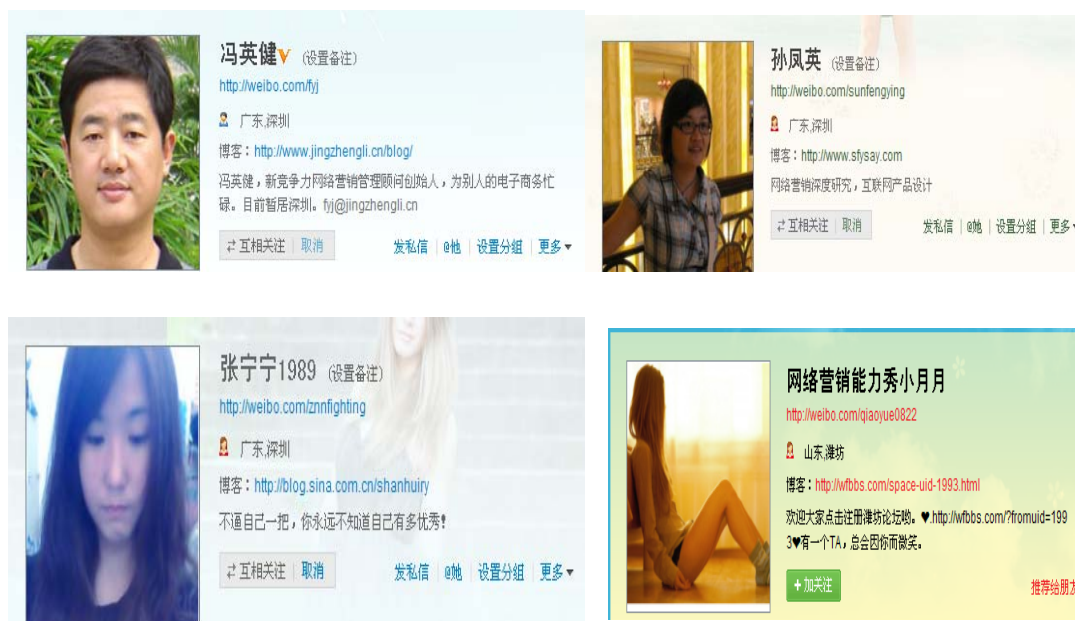 冯英健 (设置备注)
http://weibo.com/fyj
广东,深圳
博客：http://www.jingzhengli.cn/blog/
冯英健，新竞争力网络营销管理顾问创始人，为别人的电子商务忙
碌。目前暂居深圳。fyj@jingzhengli.cn
互相关注 | 取消
发私信 | @他 | 设置分组 | 更多
孙凤英 (设置备注)
http://weibo.com/sunfengying
广东,深圳
博客：http://www.sfysay.com
网络营销深度研究，互联网产品设计
互相关注 | 取消
发私信 | @她 | 设置分组 | 更多
张宁宁1989 (设置备注)
http://weibo.com/znnfighting
广东,深圳
博客：http://blog.sina.com.cn/shanhuiry
不逼自己一把，你永远不知道自己有多优秀!
互相关注 | 取消
发私信 | @她 | 设置分组 | 更多
网络营销能力秀小月月
http://weibo.com/qiaoyue0822
山东,潍坊
博客：http://wfbbs.com/space-uid-1993.html
欢迎大家点击注册潍坊论坛哟。♥.http://wfbbs.com/?fromuid=199
3♥有一个TA，总会因你而微笑。
+加关注
推荐给朋友